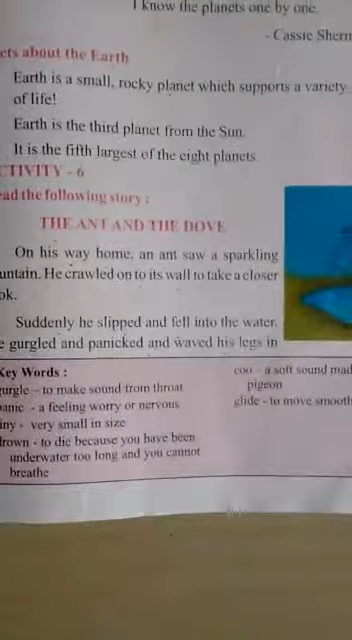 I know the planets one by one.
- Cassie Sherm
cts about the Earth
Earth is a small, rocky planet which supports a variety
of life!
Earth is the third planet from the Sun.
It is the fifth largest of the eight planets
CTIVITY - 6
ead the following story :
THE ANT AND THE DOVE
On his way home, an ant saw a sparkling
untain. He crawled on to its wall to take a closer
ok.
Suddenly he slipped and fell into the water.
e gurgled and panicked and waved his legs in
Key Words :
gurgle - to make sound from throat
panic - a feeling worry or nervous
iny - very small in size
drown - to die because you have been
underwater too long and you cannot
breathe
coo - a soft sound mad
pigeon
glide - to move smooth